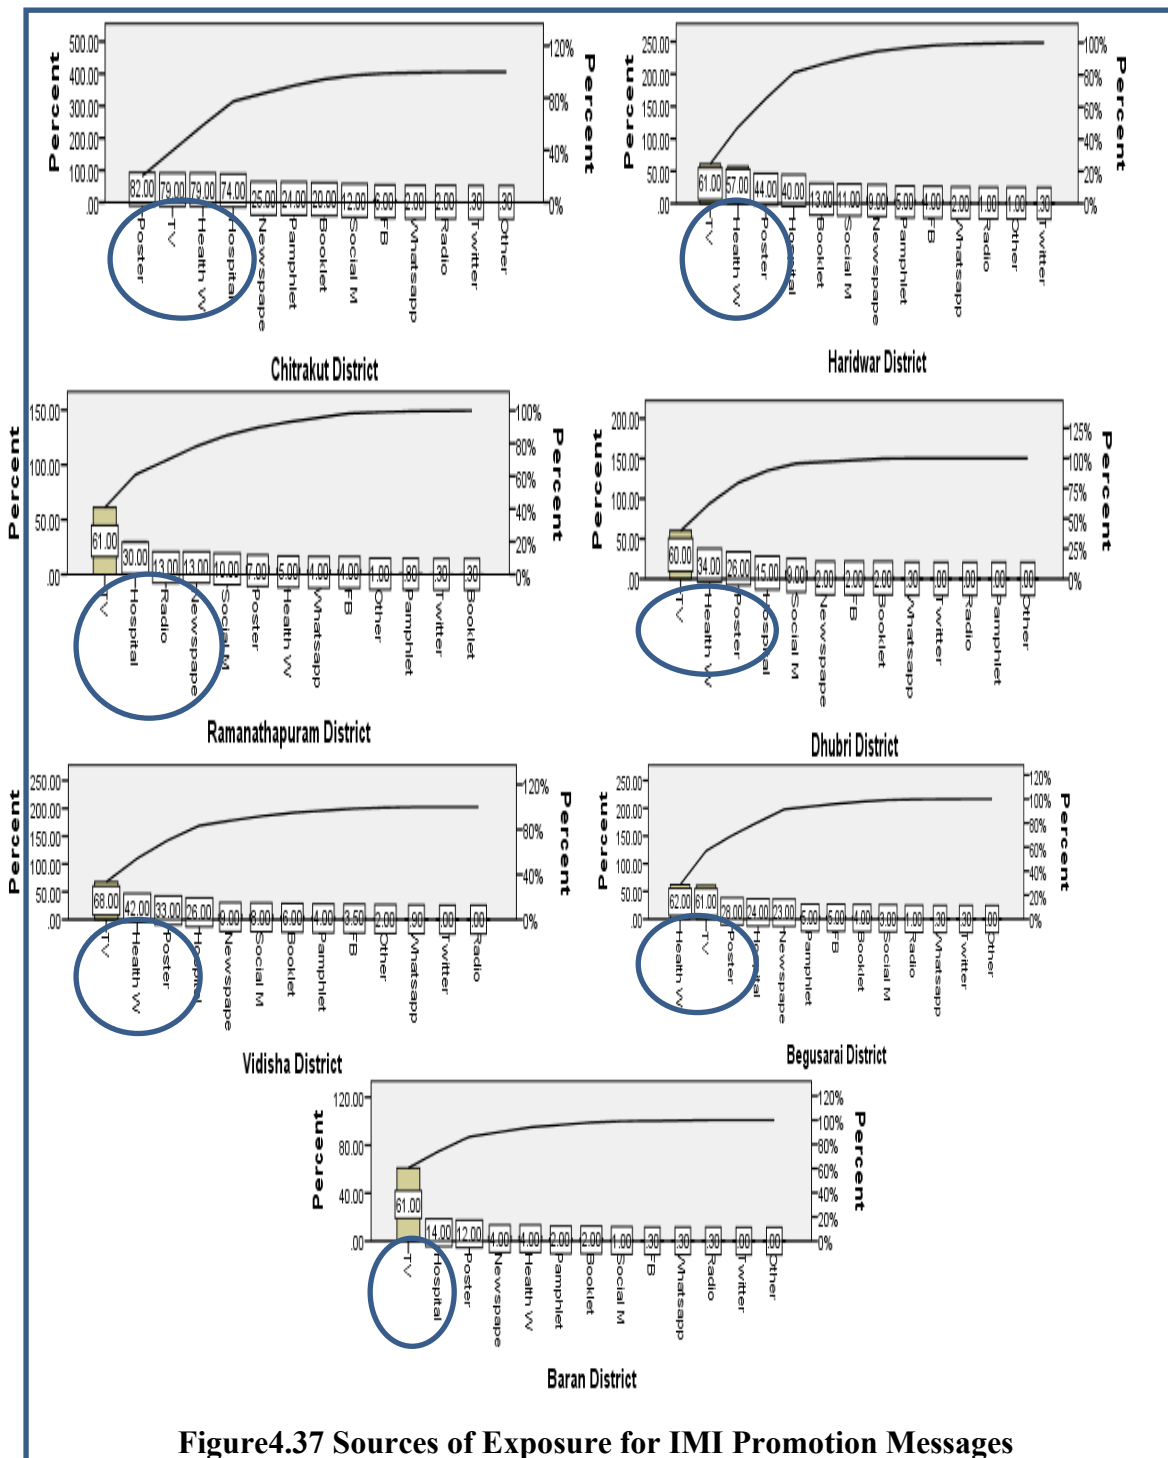 500.00
400.00
300.00
200.00
100.00
.00
Percent
120%
80%
40%
0%
Percent
82.00 79.00 79.00 74.00 25.00 24.00 20.00 12.00 6.00 2.00 2.00 .30 .30
Poster TV Health W Hospital Newspape Pamphlet Booklet Social M FB Whatsapp Radio Twitter Other
Chitrakut District
250.00
200.00
150.00
100.00
50.00
.00
Percent
100%
80%
60%
40%
20%
0%
Percent
61.00 57.00 44.00 40.00 13.00 11.00 9.00 5.00 4.00 2.00 1.00 1.00 .30
TV Health W Poster Hospital Booklet Social M Newspape Pamphlet FB Whatsapp Radio Other Twitter
Haridwar District
150.00
100.00
50.00
.00
Percent
100%
80%
60%
40%
20%
0%
Percent
61.00 30.00 13.00 13.00 10.00 7.00 5.00 4.00 4.00 1.00 .30 .30
TV Hospital Radio Newspape Social M Poster Health W Whatsapp FB Other Pamphlet Twitter Booklet
Ramanathapuram District
200.00
150.00
100.00
50.00
.00
Percent
125%
100%
75%
50%
25%
0%
Percent
60.00 34.00 26.00 15.00 9.00 2.00 2.00 2.00 .30 .00 .00 .00 .00
TV Health W Poster Hospital Social M Newspape FB Booklet Whatsapp Twitter Radio Pamphlet Other
Dhubri District
250.00
200.00
150.00
100.00
50.00
.00
Percent
120%
80%
40%
0%
Percent
68.00 42.00 33.00 26.00 9.00 8.00 6.00 4.00 3.50 2.00 .00 .00
TV Health W Poster Hospital Newspape Social M Booklet Pamphlet FB Other Whatsapp Twitter Radio
Vidisha District
250.00
200.00
150.00
100.00
50.00
.00
Percent
120%
100%
80%
60%
40%
20%
0%
Percent
62.00 61.00 28.00 24.00 23.00 5.00 5.00 4.00 3.00 1.00 .30 .30 .00
Health W TV Poster Hospital Newspape Pamphlet FB Booklet Social M Radio Whatsapp Twitter Other
Begusarai District
120.00
80.00
40.00
.00
Percent
120%
100%
80%
60%
40%
20%
0%
Percent
61.00 14.00 12.00 4.00 4.00 2.00 2.00 1.00 .30 .30 .30 .00 .00
TV Hospital Poster Newspape Health W Pamphlet Booklet Social M FB Whatsapp Radio Twitter Other
Baran District
Figure4.37 Sources of Exposure for IMI Promotion Messages